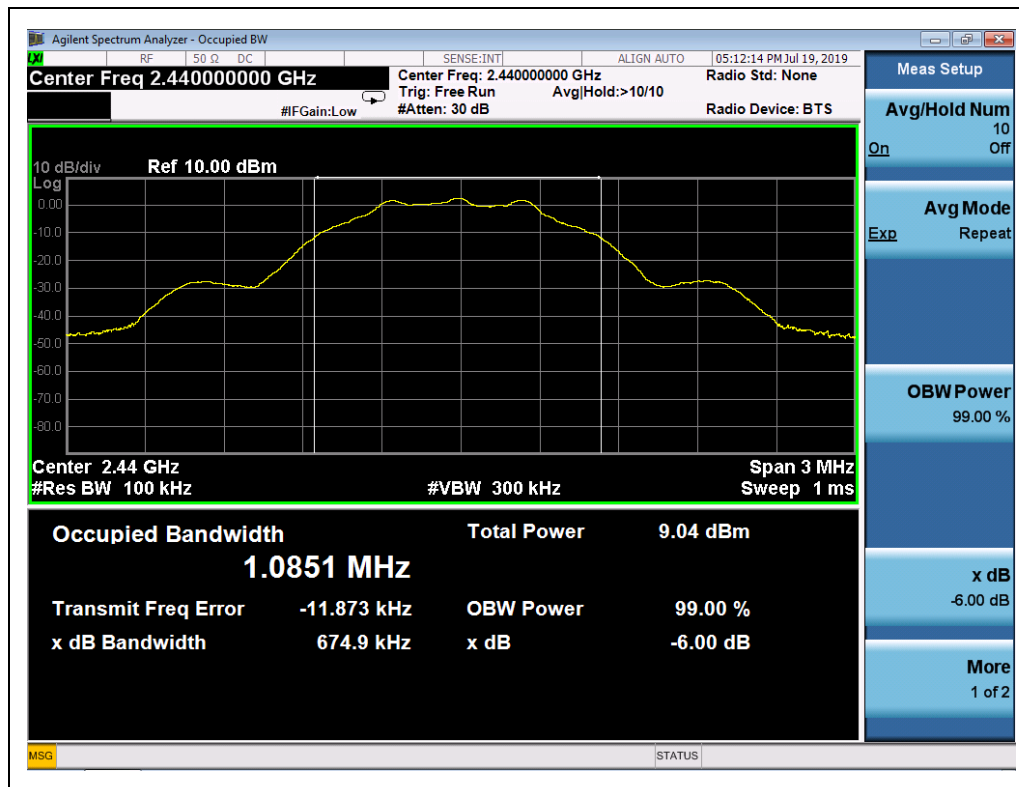 Agilent Spectrum Analyzer - Occupied BW
LXI RF 50 Ω DC SENSE:INT ALIGN AUTO 05:12:14 PM Jul 19, 2019
Center Freq 2.440000000 GHz
Center Freq: 2.440000000 GHz
Radio Std: None
Trig: Free Run Avg|Hold:>10/10
#IFGain:Low #Atten: 30 dB
Radio Device: BTS
10 dB/div Ref 10.00 dBm
Log
0.00
-10.0
-20.0
-30.0
-40.0
-50.0
-60.0
-70.0
-80.0
Center 2.44 GHz Span 3 MHz
#Res BW 100 kHz #VBW 300 kHz Sweep 1 ms
Occupied Bandwidth Total Power 9.04 dBm
1.0851 MHz
Transmit Freq Error -11.873 kHz OBW Power 99.00 %
x dB Bandwidth 674.9 kHz x dB -6.00 dB
Meas Setup
Avg/Hold Num
10
On Off
Avg Mode
Exp Repeat
OBW Power
99.00 %
x dB
-6.00 dB
More
1 of 2
MSG STATUS